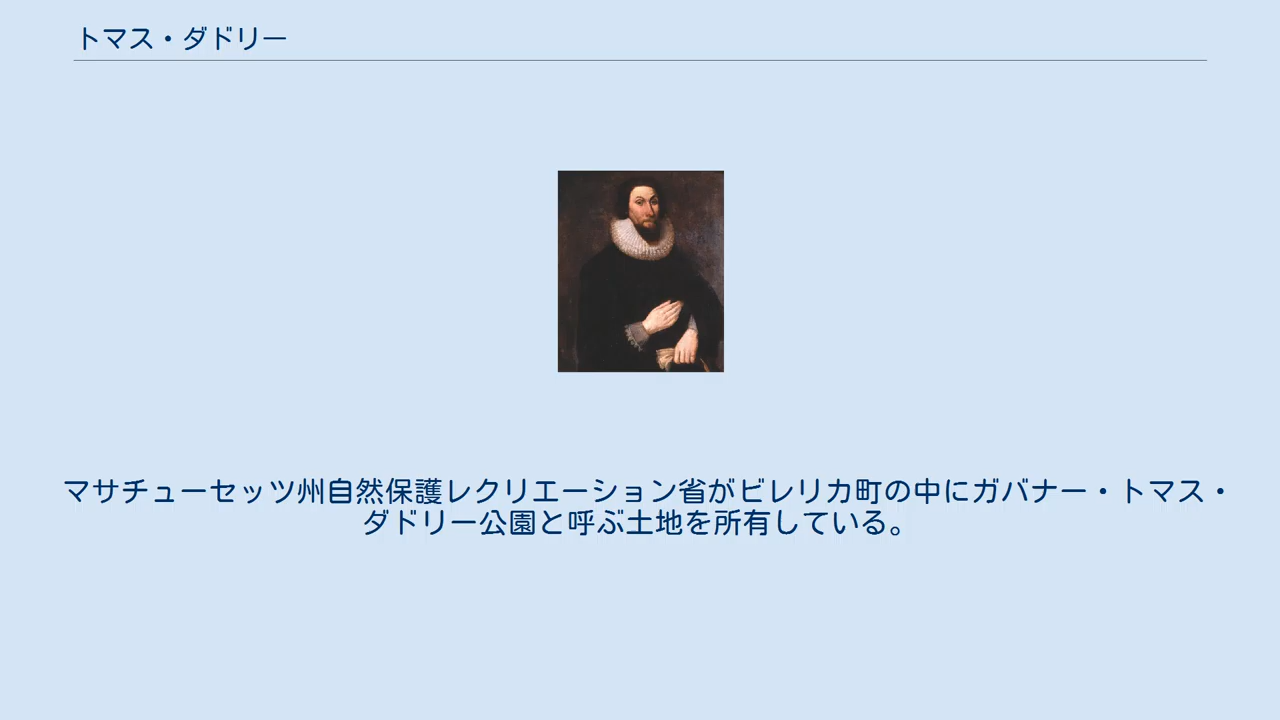 トマス・ダドリー
マサチューセッツ州自然保護レクリエーション省がビレリカ町の中にガバナー・トマス・
ダドリー公園と呼ぶ土地を所有している。